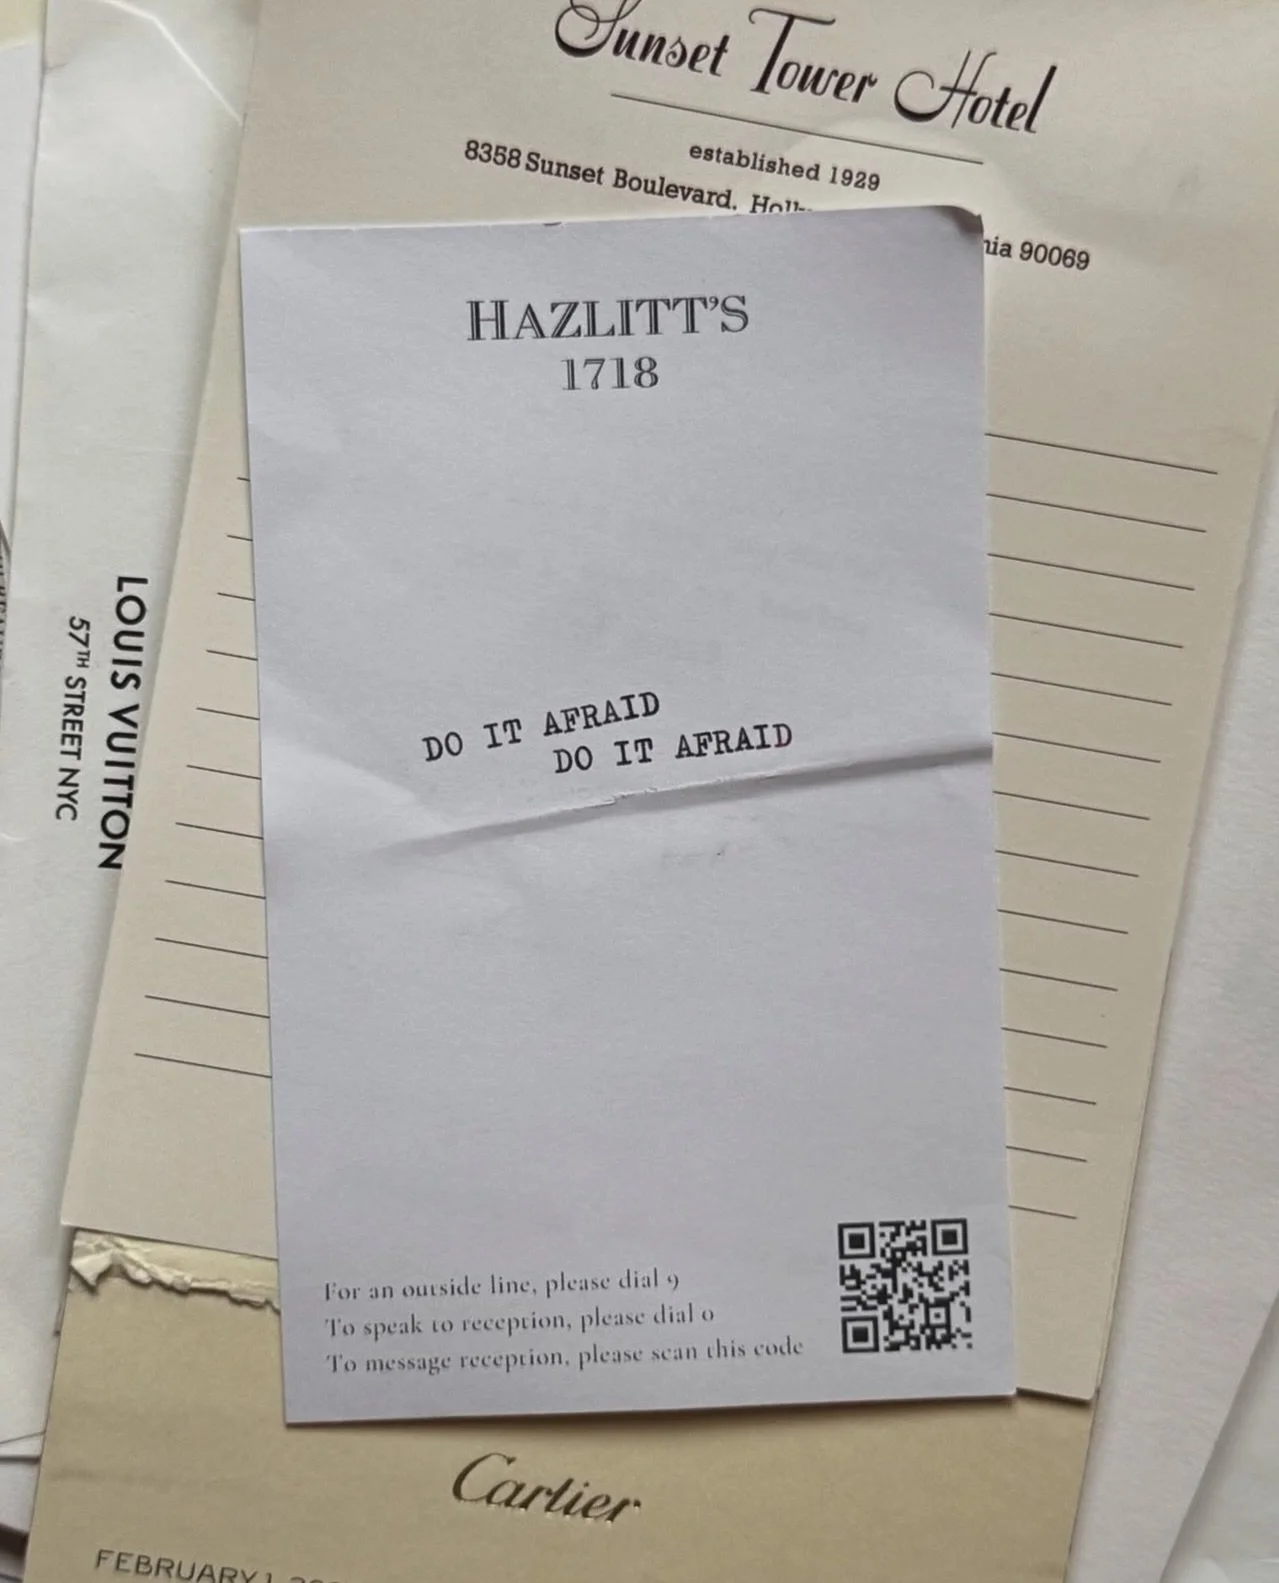 Sunset Tower Hotel
established 1929
8358 Sunset Boulevard, 90069
HAZLITT'S
1718
LOUIS VUITTON
57TH STREET NYC
DO IT AFRAID
DO IT AFRAID
For an outside line, please dial 9
To speak to reception, please dial 0
To message reception, please scan this code
Cartier
FEBRUARY 1